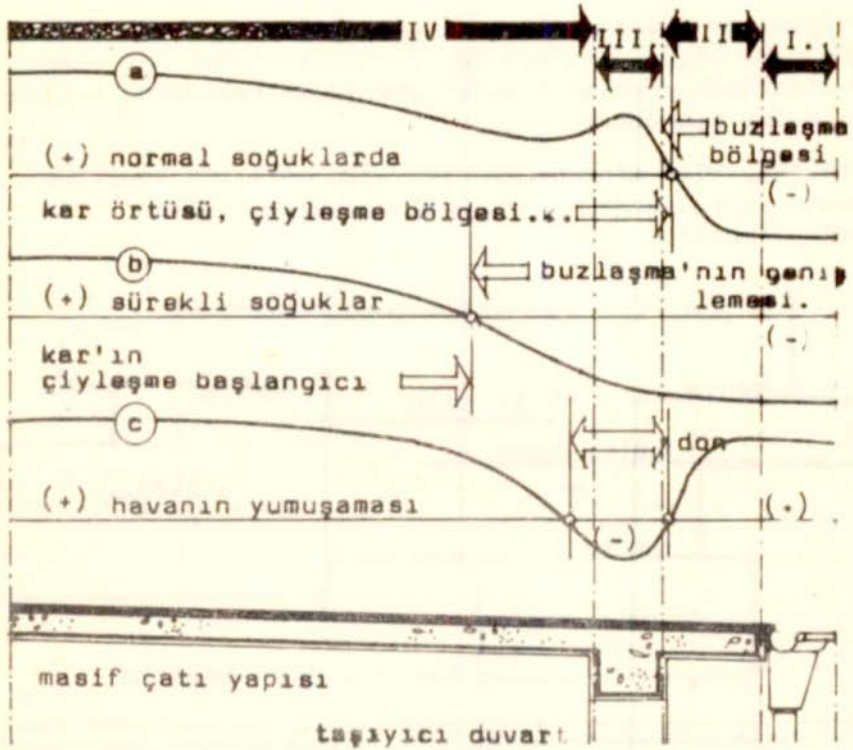 IV III. II I.
a
buzlaşma
bölgesi
(+) normal soğuklarda
(-)
kar örtüsü, çiyleşme bölgesi...
b
buzlaşma'nın geniş
lemesi.
(+) sürekli soğuklar
(-)
kar'ın
çiyleşme başlangıcı
c
don
(+) havanın yumuşaması
(-)
(+)
masif çatı yapısı
taşıyıcı duvar